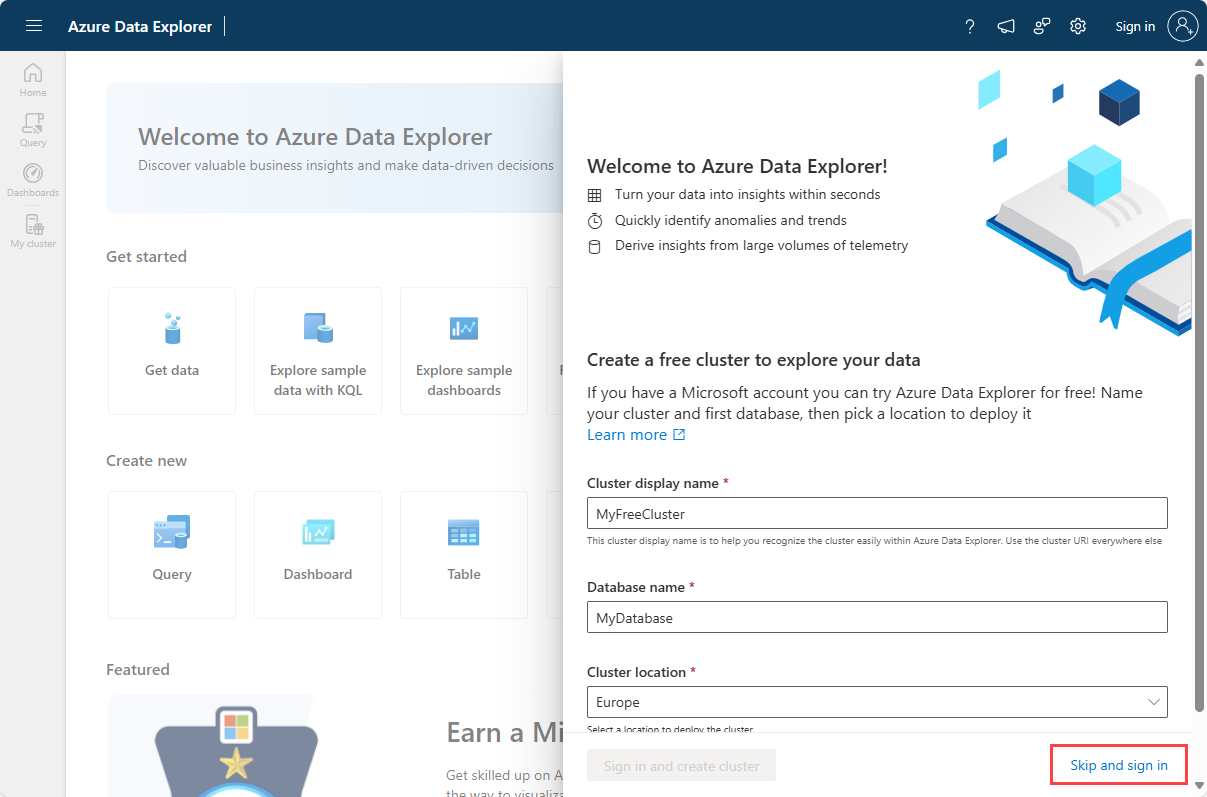 Azure Data Explorer
Sign in
Home
Query
Dashboards
My cluster
Welcome to Azure Data Explorer
Discover valuable business insights and make data-driven decisions
Get started
Get data
Explore sample
data with KQL
Explore sample
dashboards
Create new
Query
Dashboard
Table
Featured
Earn a Mi
Get skilled up on A
the way to visualiza
Welcome to Azure Data Explorer!
Turn your data into insights within seconds
Quickly identify anomalies and trends
Derive insights from large volumes of telemetry
Create a free cluster to explore your data
If you have a Microsoft account you can try Azure Data Explorer for free! Name
your cluster and first database, then pick a location to deploy it
Learn more
Cluster display name *
MyFreeCluster
This cluster display name is to help you recognize the cluster easily within Azure Data Explorer. Use the cluster URI everywhere else
Database name *
MyDatabase
Cluster location *
Europe
Select a location to deploy the cluster
Sign in and create cluster
Skip and sign in